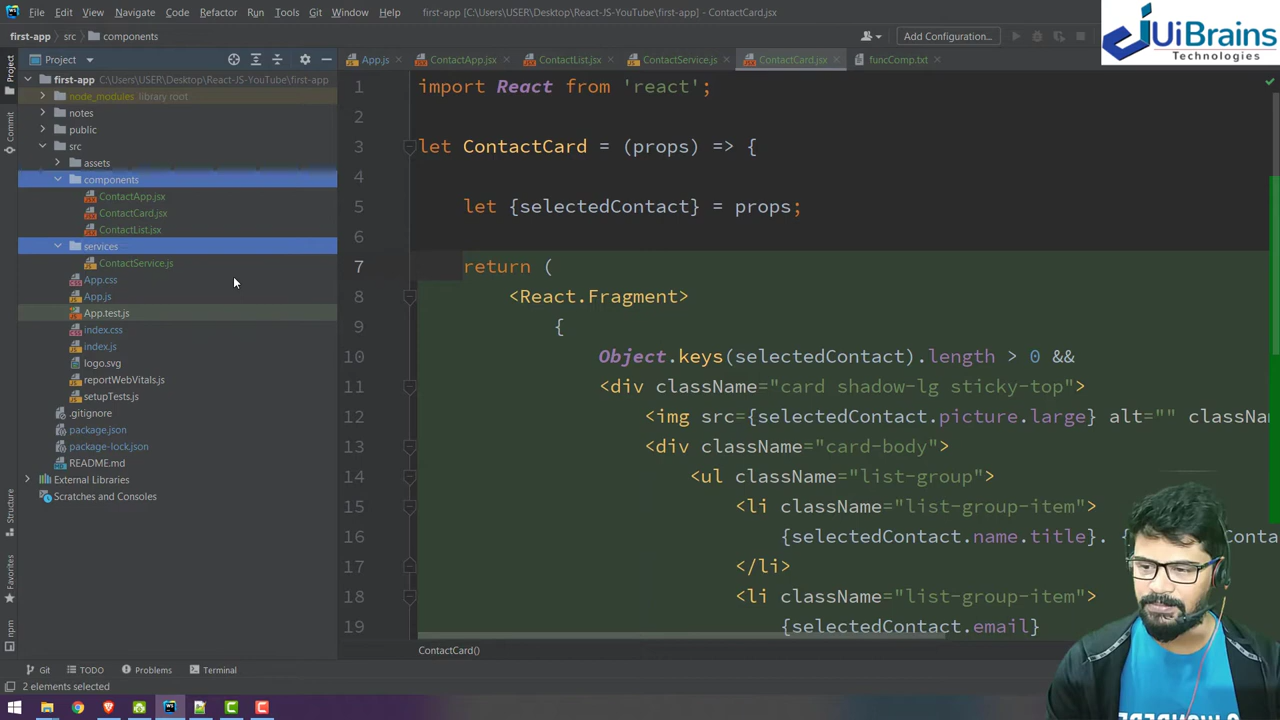 File Edit View Navigate Code Refactor Run Tools Git Window Help first-app [C:\Users\USER\Desktop\React-JS-YouTube\first-app] - ContactCard.jsx
UiBrains
Technologies
first-app src components
Add Configuration...
Project
App.js ContactApp.jsx ContactList.jsx ContactService.js ContactCard.jsx funcComp.txt
Project
Commit
Structure
Favorites
npm
first-app C:\Users\USER\Desktop\React-JS-YouTube\first-app
node_modules library root
notes
public
src
assets
components
ContactApp.jsx
ContactCard.jsx
ContactList.jsx
services
ContactService.js
App.css
App.js
App.test.js
index.css
index.js
logo.svg
reportWebVitals.js
setupTests.js
.gitignore
package.json
package-lock.json
README.md
External Libraries
Scratches and Consoles
1 import React from 'react';
2
3 let ContactCard = (props) => {
4
5 let {selectedContact} = props;
6
7 return (
8 <React.Fragment>
9 {
10 Object.keys(selectedContact).length > 0 &&
11 <div className="card shadow-lg sticky-top">
12 <img src={selectedContact.picture.large} alt="" classNa
13 <div className="card-body">
14 <ul className="list-group">
15 <li className="list-group-item">
16 {selectedContact.name.title}. { onta
17 </li>
18 <li className="list-group-item">
19 {selectedContact.email}
ContactCard()
Git TODO Problems Terminal
2 elements selected